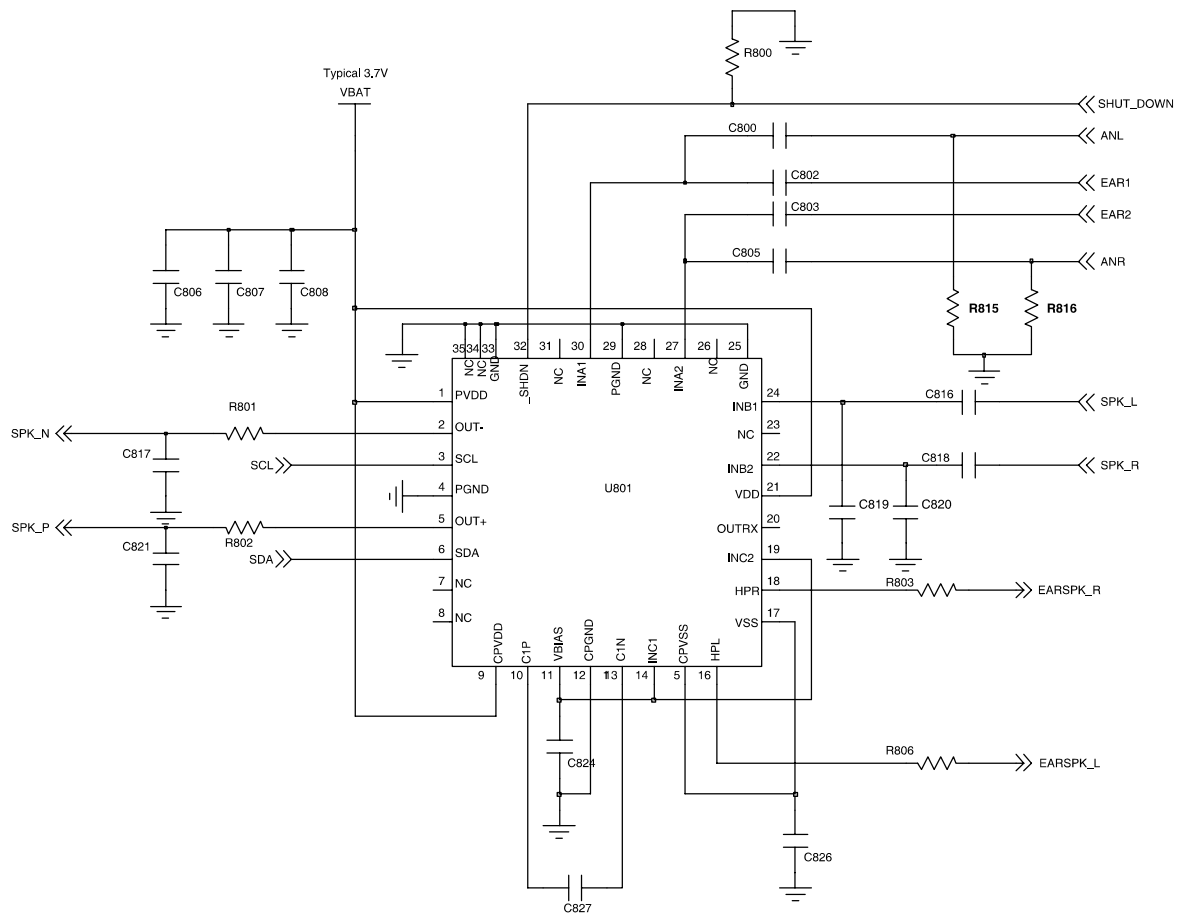 R800
Typical 3.7V
VBAT
SHUT_DOWN
C800
ANL
C802
EAR1
C803
EAR2
C805
ANR
C806
C807
C808
R815
R816
35 34 33 32 31 30 29 28 27 26 25
NC
NC
GND
_SHDN
NC
INA1
PGND
NC
INA2
NC
GND
1 PVDD
INB1 24
C816
SPK_L
R801
SPK_N
2 OUT-
NC 23
C817
SCL
3 SCL
INB2 22
C818
SPK_R
4 PGND
U801
VDD 21
C819
C820
SPK_P
R802
5 OUT+
OUTRX 20
C821
SDA
6 SDA
INC2 19
7 NC
HPR 18
R803
EARSPK_R
8 NC
VSS 17
CPVDD
C1P
VBIAS
CPGND
C1N
INC1
CPVSS
HPL
9 10 11 12 13 14 5 16
C824
R806
EARSPK_L
C826
C827